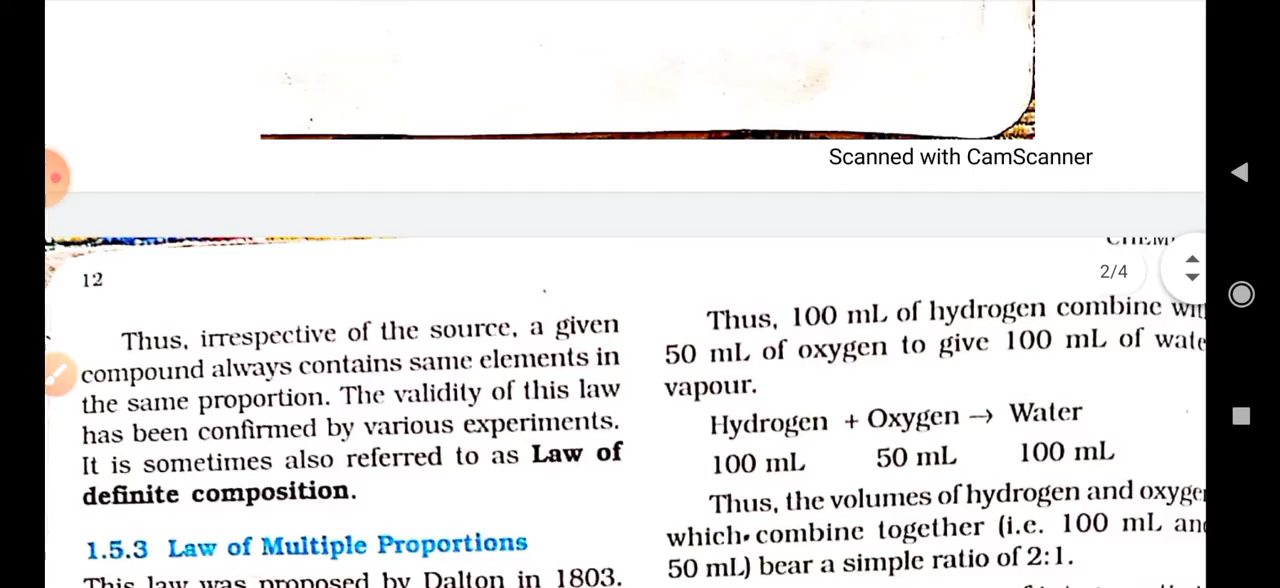 Scanned with CamScanner
2/4
12
Thus, irrespective of the source, a given
compound always contains same elements in
the same proportion. The validity of this law
has been confirmed by various experiments.
It is sometimes also referred to as Law of
definite composition.
1.5.3 Law of Multiple Proportions
This law was proposed by Dalton in 1803.
Thus, 100 mL of hydrogen combine
50 mL of oxygen to give 100 mL of
vapour.
Hydrogen + Oxygen → Water
100 mL 50 mL 100 mL
Thus, the volumes of hydrogen and
which combine together (i.e. 100 mL
50 mL) bear a simple ratio of 2:1.